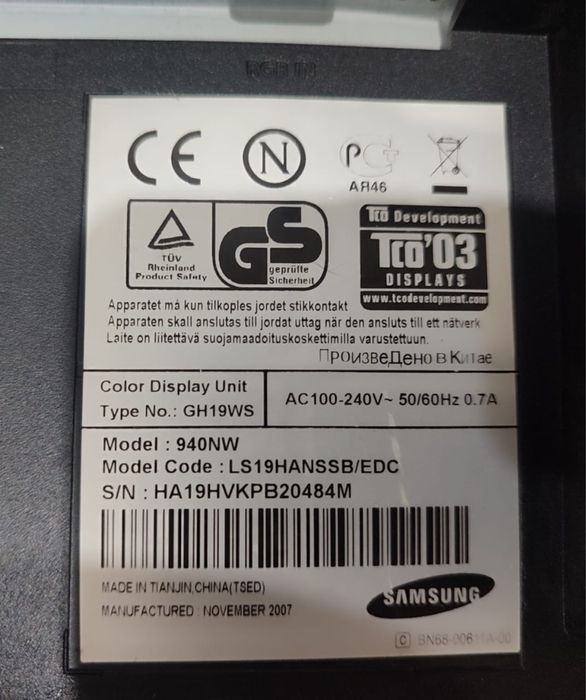 RGB IN
CE N PG
АЯ46
TÜV
Rheinland
Product Safety
GS
geprüfte
Sicherheit
TCO Development
TCO'03
DISPLAYS
www.tcodevelopment.com
Apparatet må kun tilkoples jordet stikkontakt
Apparaten skall anslutas till jordat uttag när den ansluts till ett nätverk
Laite on liitettävä suojamaadoituskoskettimilla varustettuun.
Произведено в Китае
Color Display Unit
Type No.: GH19WS
AC100-240V~ 50/60Hz 0.7A
Model : 940NW
Model Code : LS19HANSSB/EDC
S/N : HA19HVKPB20484M
MADE IN TIANJIN,CHINA(TSED)
MANUFACTURED : NOVEMBER 2007
SAMSUNG
C